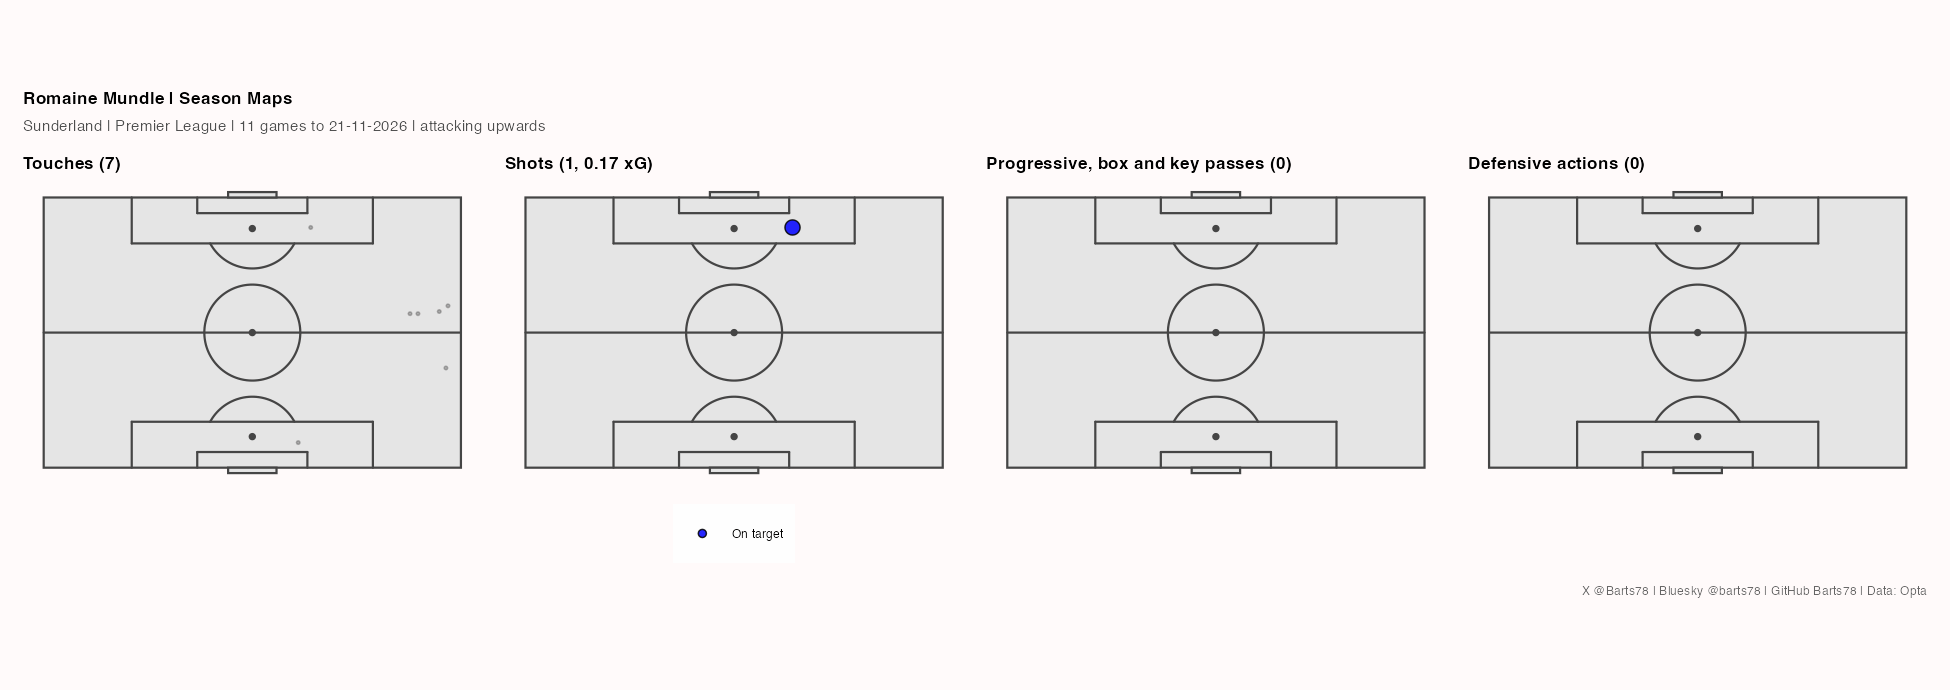 Romaine Mundle | Season Maps
Sunderland | Premier League | 11 games to 21-11-2026 | attacking upwards
Touches (7)
Shots (1, 0.17 xG)
Progressive, box and key passes (0)
Defensive actions (0)
On target
X @Barts78 | Bluesky @barts78 | GitHub Barts78 | Data: Opta